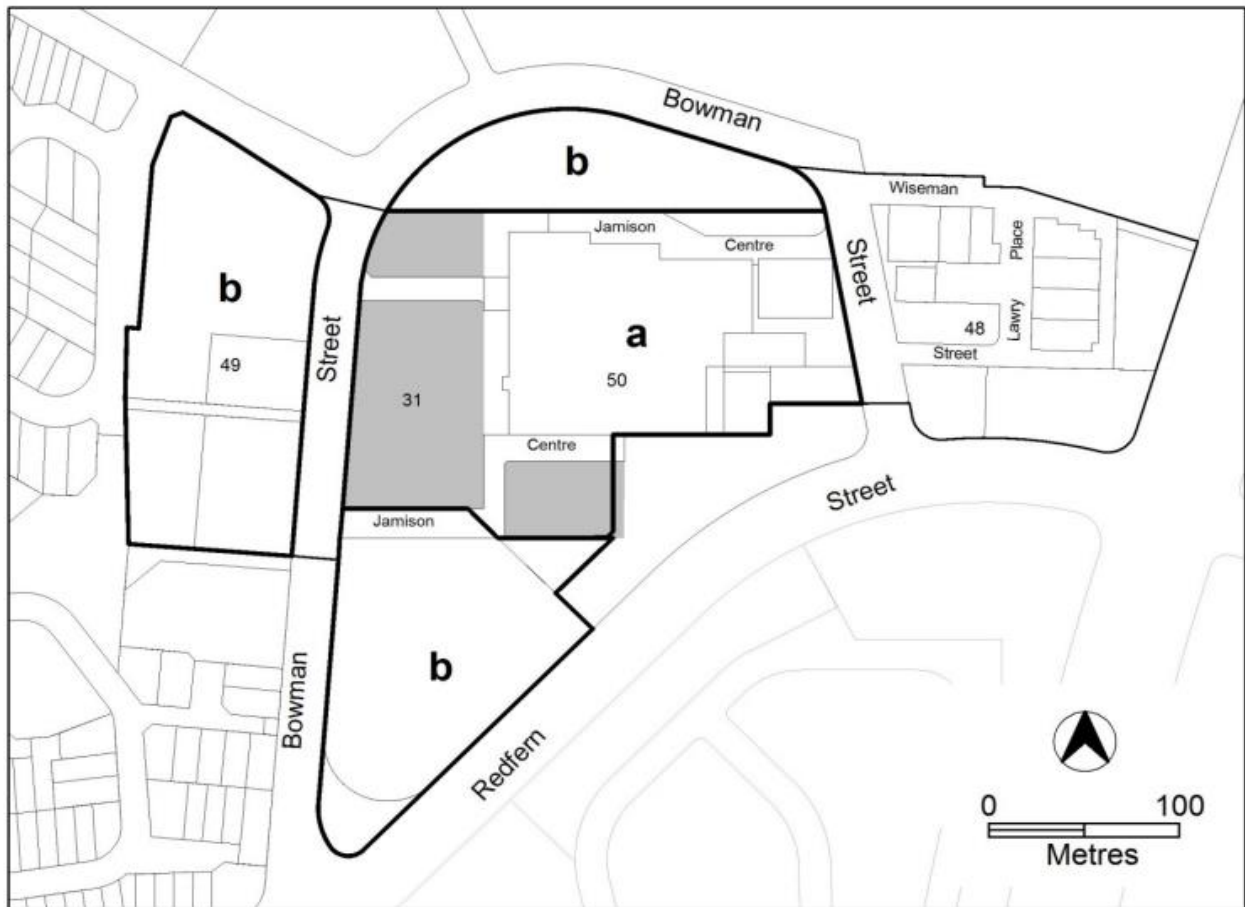 Bowman
b
Wiseman
Jamison
Centre
Street
Place
b
a
Lawry
48
Street
Street
49
50
31
Centre
Street
Jamison
b
Bowman
Redfern
0 100
Metres